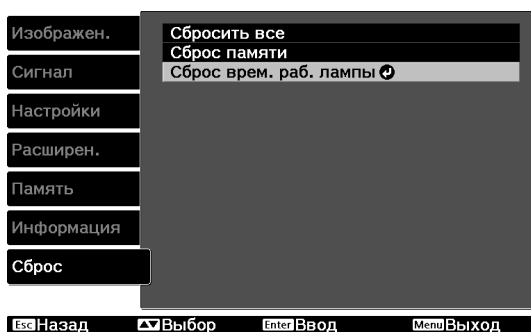 Изображен.
Сигнал
Настройки
Расширен.
Память
Информация
Сброс
Сбросить все
Сброс памяти
Сброс врем. раб. лампы
Esc Назад Выбор Enter Ввод Menu Выход